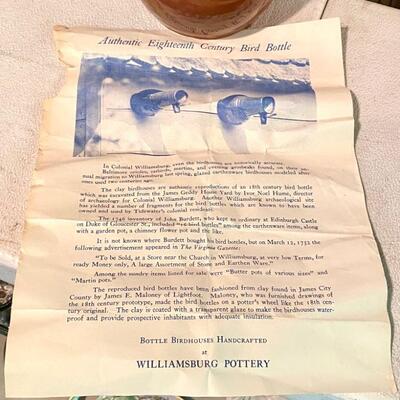 Authentic Eighteenth Century Bird Bottle
In Colonial Williamsburg, even the birdhouses are historically accurate.
Baltimore orioles, cardinals, martins, and evening grosbeaks found, on their
nual migration to Williamsburg last spring, glazed earthenware birdhouses modeled after
ones used two centuries ago.
The clay birdhouses are authentic reproductions of an 18th century bird bottle
which was excavated from the James Geddy House Yard by Ivor Noel Hume, director
of archaeology for Colonial Williamsburg. Another Williamsburg archaeological site
has yielded a number of fragments for the bird bottles which are known to have been
owned and used by Tidewater's colonial residents.
The 1746 inventory of John Burdett, who kept an ordinary at Edinburgh Castle
on Duke of Gloucester St., included "16 bird bottles" among the earthenware items, along
with a garden pot, a chimney flower pot and the like.
It is not known where Burdett bought his bird bottles, but on March 12, 1752 the
following advertisement appeared in The Virginia Gazette:
"To be Sold, at a Store near the Church in Williamsburg, at very low Terms, for
ready Money only, A large Assortment of Stone and Earthen Ware."
Among the sundry items listed for sale were "Butter pots of various sizes" and
"Martin pots."
The reproduced bird bottles have been fashioned from clay found in James City
County by James E. Maloney of Lightfoot. Maloney, who was furnished drawings of
the 18th century prototype, made the bird bottles on a potter's wheel like the 18th cen-
tury original. The clay is coated with a transparent glaze to make the birdhouses water-
proof and provide prospective inhabitants with adequate insulation.
Bottle Birdhouses Handcrafted
at
WILLIAMSBURG POTTERY